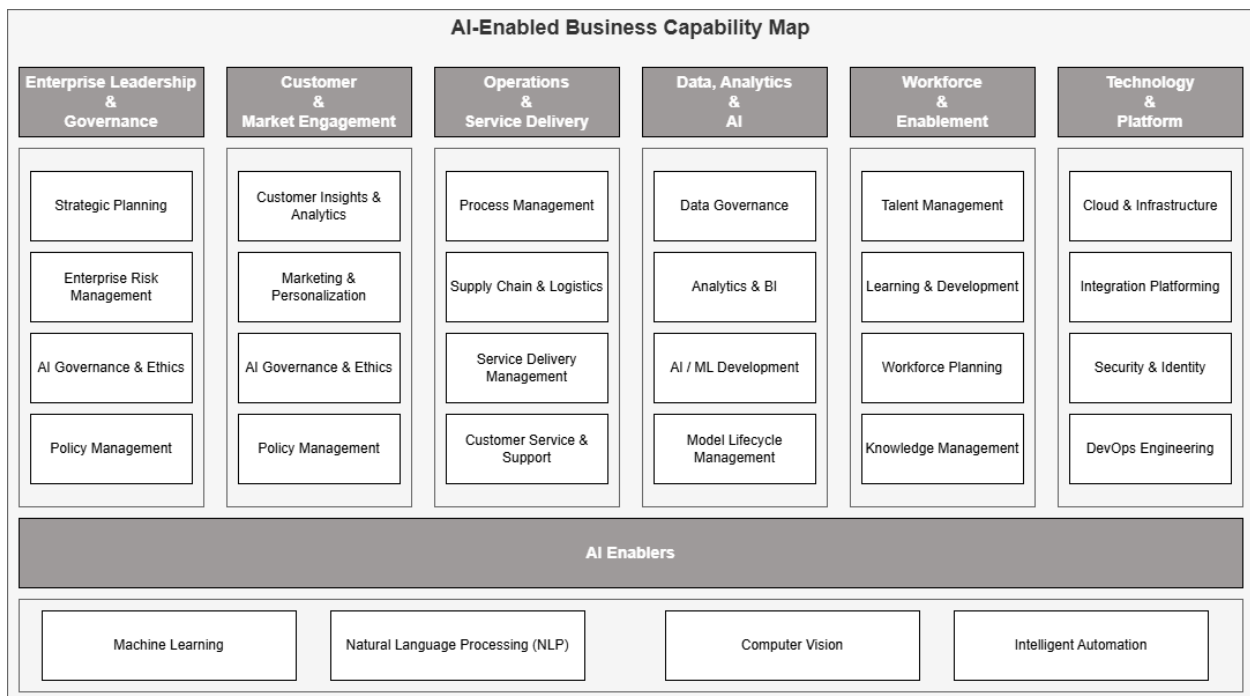 AI-Enabled Business Capability Map
Enterprise Leadership
&
Governance
Customer
&
Market Engagement
Operations
&
Service Delivery
Data, Analytics
&
AI
Workforce
&
Enablement
Technology
&
Platform
Strategic Planning
Customer Insights &
Analytics
Process Management
Data Governance
Talent Management
Cloud & Infrastructure
Enterprise Risk
Management
Marketing &
Personalization
Supply Chain & Logistics
Analytics & BI
Learning & Development
Integration Platforming
AI Governance & Ethics
AI Governance & Ethics
Service Delivery
Management
AI / ML Development
Workforce Planning
Security & Identity
Policy Management
Policy Management
Customer Service &
Support
Model Lifecycle
Management
Knowledge Management
DevOps Engineering
AI Enablers
Machine Learning
Natural Language Processing (NLP)
Computer Vision
Intelligent Automation